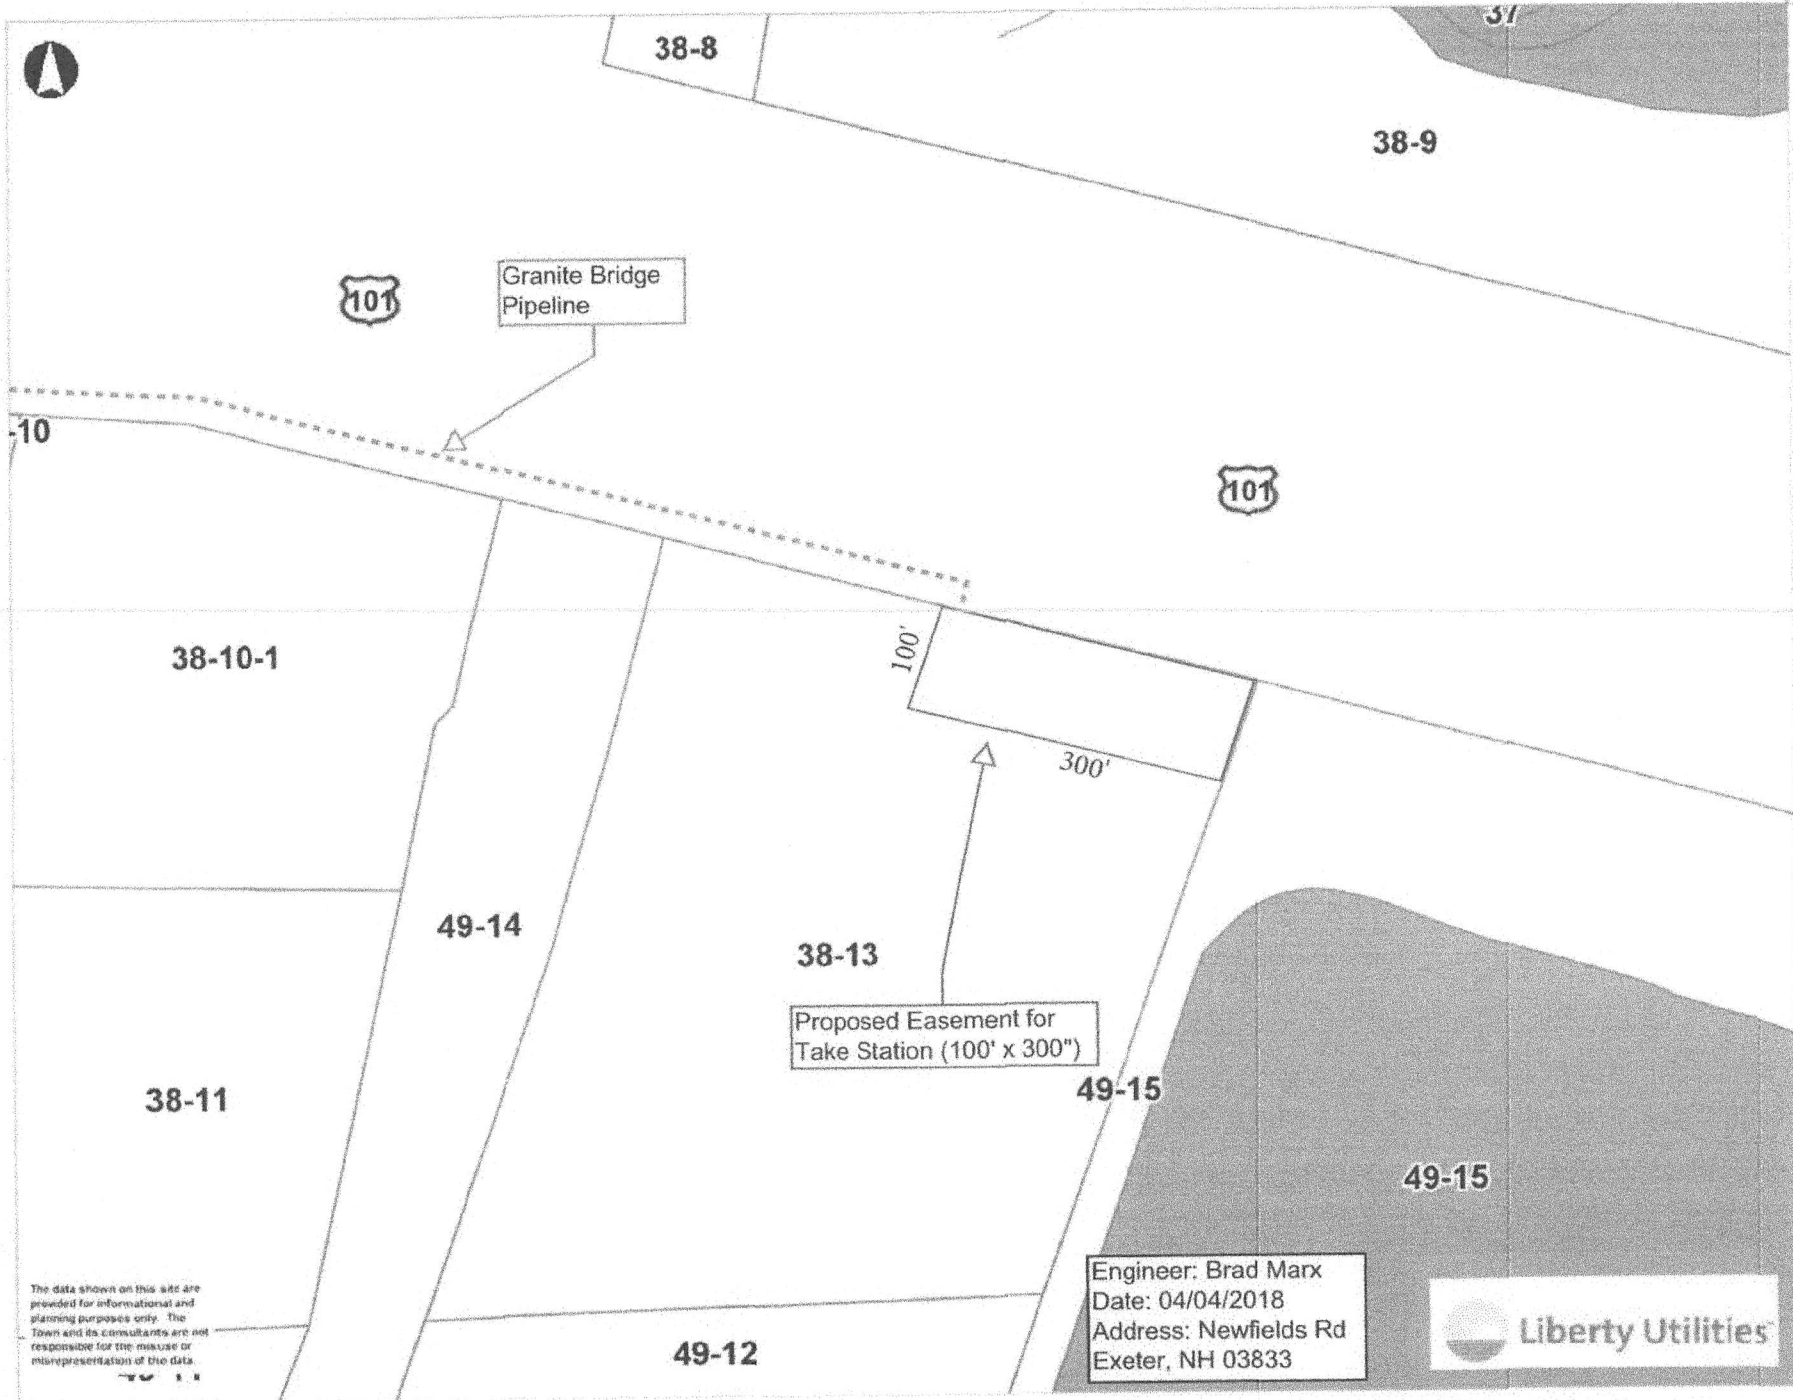 37
38-8
38-9
Granite Bridge
Pipeline
101
-10
101
100'
38-10-1
300'
49-14
38-13
Proposed Easement for
Take Station (100' x 300")
49-15
38-11
49-15
Engineer: Brad Marx
Date: 04/04/2018
Address: Newfields Rd
Exeter, NH 03833
Liberty Utilities
The data shown on this site are
provided for informational and
planning purposes only. The
Town and its consultants are not
responsible for the misuse or
misrepresentation of the data.
49-12